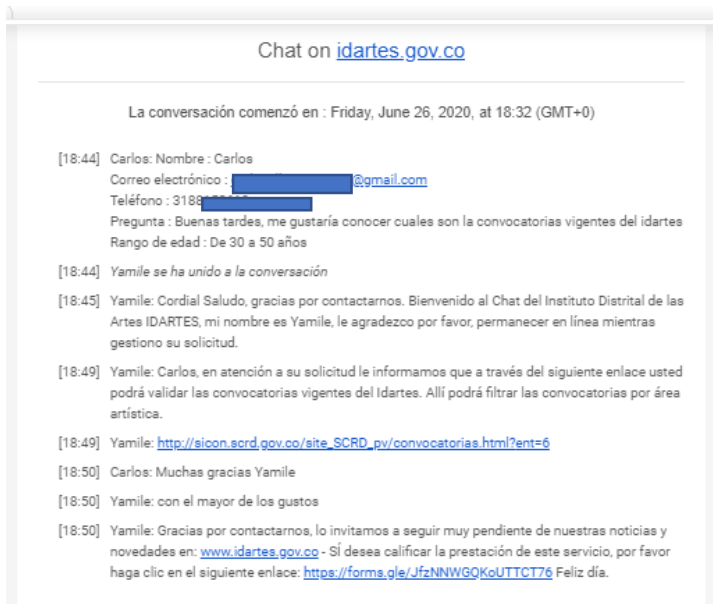 Chat on idartes.gov.co
La conversación comenzó en : Friday, June 26, 2020, at 18:32 (GMT+0)
[18:44] Carlos: Nombre : Carlos
Correo electrónico : @gmail.com
Teléfono : 3188
Pregunta : Buenas tardes, me gustaría conocer cuales son la convocatorias vigentes del idartes
Rango de edad : De 30 a 50 años
[18:44] Yamile se ha unido a la conversación
[18:45] Yamile: Cordial Saludo, gracias por contactarnos. Bienvenido al Chat del Instituto Distrital de las
Artes IDARTES, mi nombre es Yamile, le agradezco por favor, permanecer en línea mientras
gestiono su solicitud.
[18:49] Yamile: Carlos, en atención a su solicitud le informamos que a través del siguiente enlace usted
podrá validar las convocatorias vigentes del Idartes. Allí podrá filtrar las convocatorias por área
artística.
[18:49] Yamile: http://sicon.scrd.gov.co/site_SCRD_pv/convocatorias.html?ent=6
[18:50] Carlos: Muchas gracias Yamile
[18:50] Yamile: con el mayor de los gustos
[18:50] Yamile: Gracias por contactarnos, lo invitamos a seguir muy pendiente de nuestras noticias y
novedades en: www.idartes.gov.co - SÍ desea calificar la prestación de este servicio, por favor
haga clic en el siguiente enlace: https://forms.gle/JfzNNWGQKoUTTCT76 Feliz día.